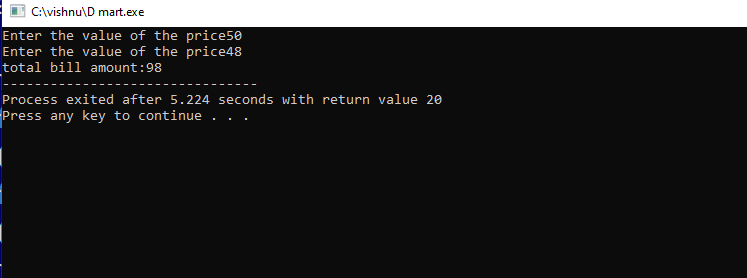 C:\vishnu\D mart.exe
Enter the value of the price50
Enter the value of the price48
total bill amount:98
--------------------------------
Process exited after 5.224 seconds with return value 20
Press any key to continue . . .